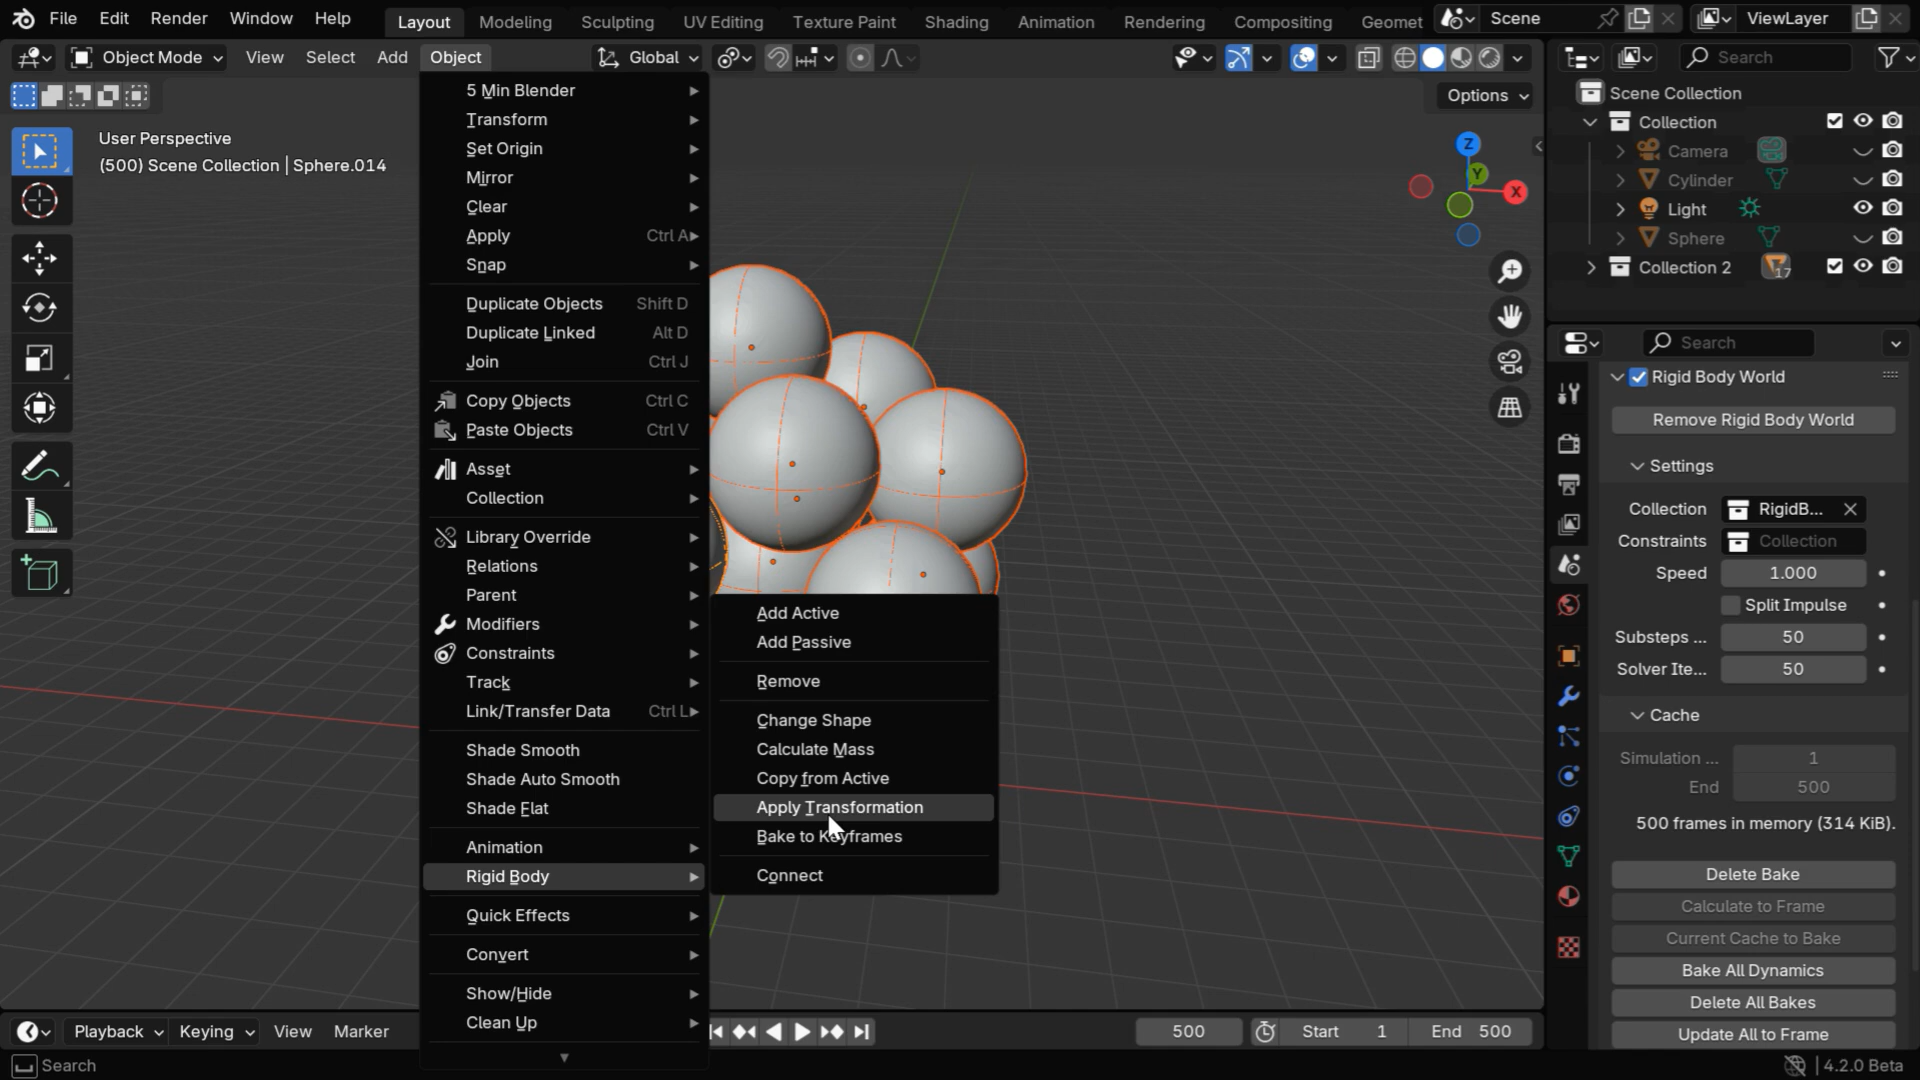 File Edit Render Window Help Layout Modeling Sculpting UV Editing Texture Paint Shading Animation Rendering Compositing Geomet Scene ViewLayer
Object Mode View Select Add Object Global Search
Options
User Perspective
(500) Scene Collection | Sphere.014
5 Min Blender
Transform
Set Origin
Mirror
Clear
Apply Ctrl A
Snap
Duplicate Objects Shift D
Duplicate Linked Alt D
Join Ctrl J
Copy Objects Ctrl C
Paste Objects Ctrl V
Asset
Collection
Library Override
Relations
Parent
Modifiers
Constraints
Track
Link/Transfer Data Ctrl L
Shade Smooth
Shade Auto Smooth
Shade Flat
Animation
Rigid Body
Quick Effects
Convert
Show/Hide
Clean Up
Add Active
Add Passive
Remove
Change Shape
Calculate Mass
Copy from Active
Apply Transformation
Bake to Keyframes
Connect
Z
Y
X
Scene Collection
Collection
Camera
Cylinder
Light
Sphere
Collection 2 17
Search
Rigid Body World
Remove Rigid Body World
Settings
Collection RigidB...
Constraints Collection
Speed 1.000
Split Impulse
Substeps ... 50
Solver Ite... 50
Cache
Simulation ... 1
End 500
500 frames in memory (314 KiB).
Delete Bake
Calculate to Frame
Current Cache to Bake
Bake All Dynamics
Delete All Bakes
Update All to Frame
Playback Keying View Marker 500 Start 1 End 500
Search 4.2.0 Beta